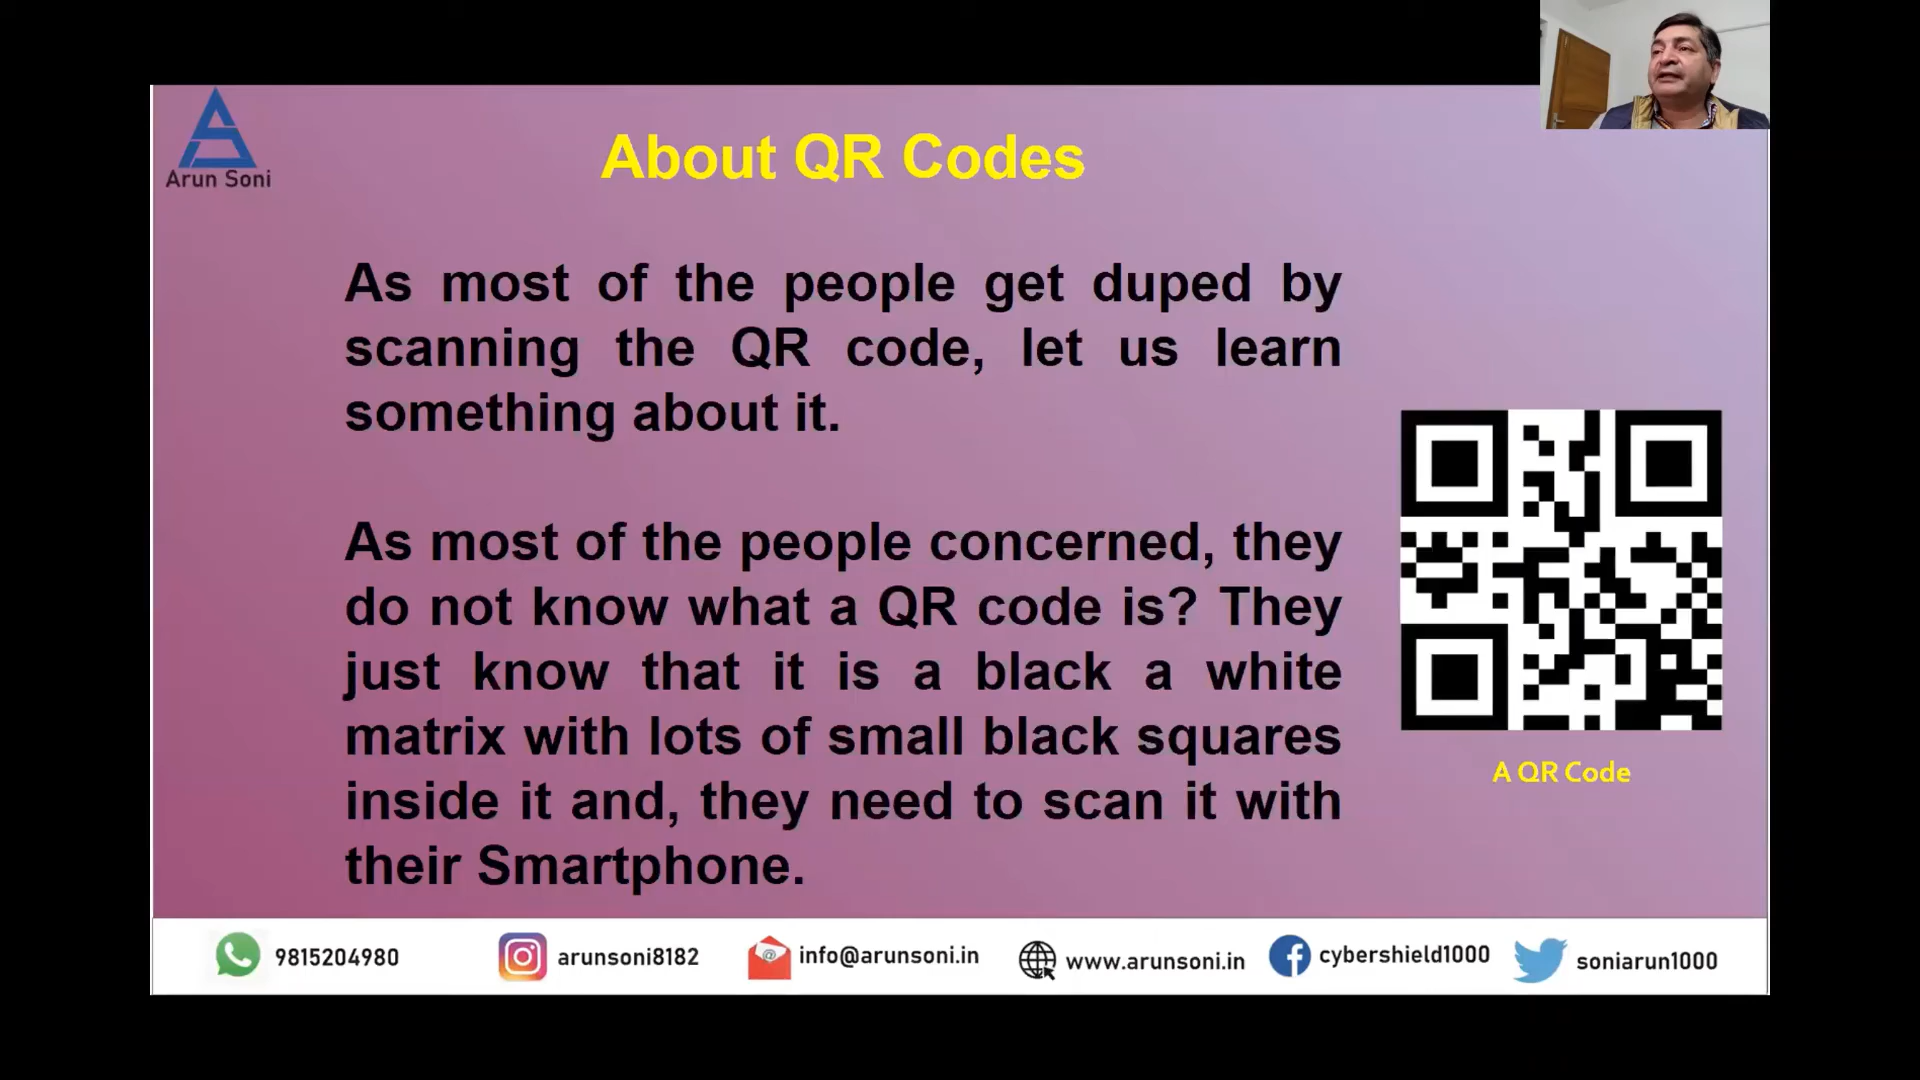 Arun Soni
About QR Codes
As most of the people get duped by
scanning the QR code, let us learn
something about it.
As most of the people concerned, they
do not know what a QR code is? They
just know that it is a black a white
matrix with lots of small black squares
inside it and, they need to scan it with
their Smartphone.
A QR Code
9815204980
arunsoni8182
info@arunsoni.in
www.arunsoni.in
cybershield1000
soniarun1000